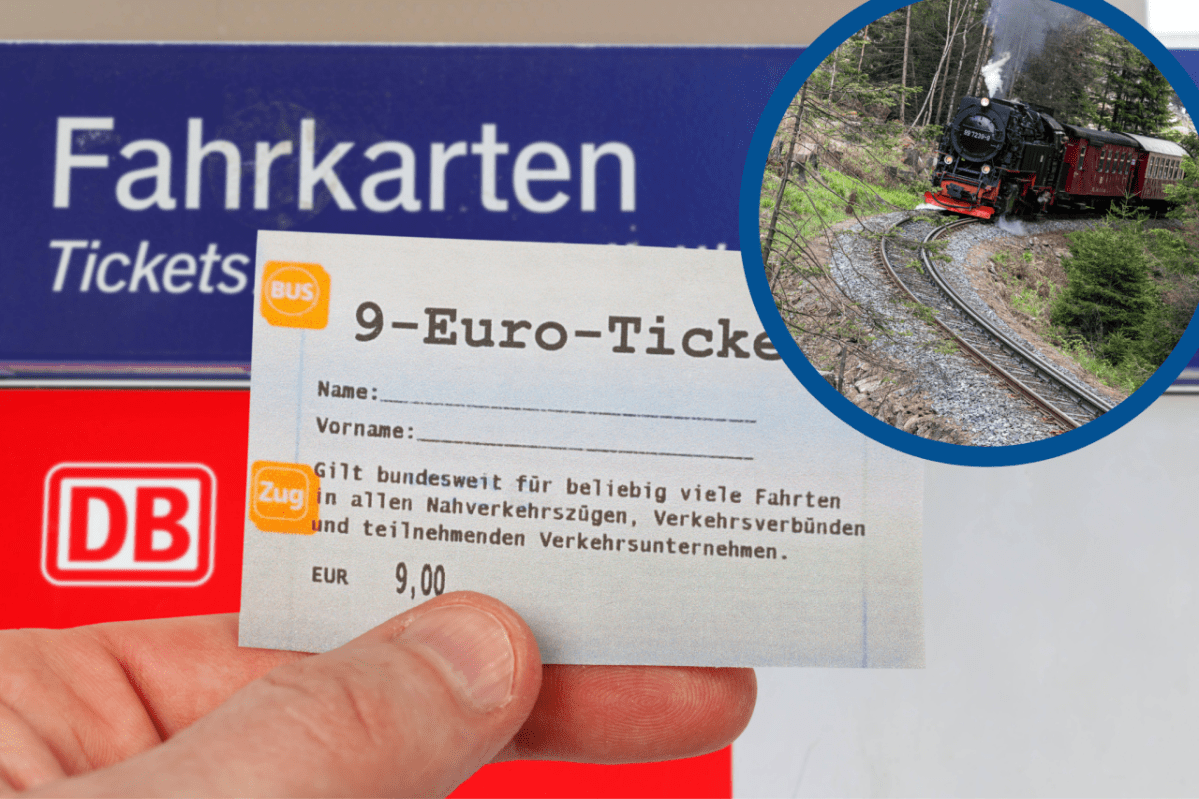 Fahrkarten
Tickets
BUS
9-Euro-Ticke
Name:
Vorname:
Zug
Gilt bundesweit für beliebig viele Fahrten
in allen Nahverkehrszügen, Verkehrsverbünden
und teilnehmenden Verkehrsunternehmen.
EUR 9,00
DB